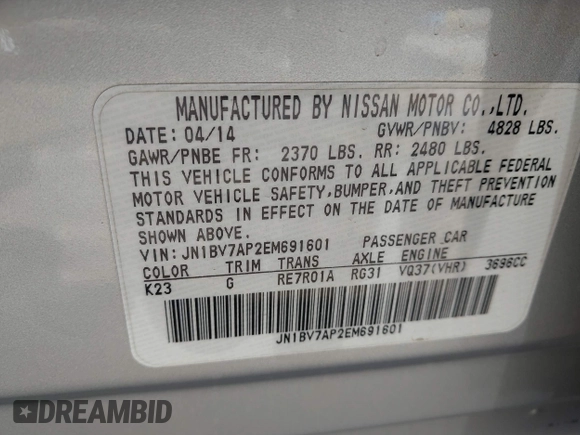 MANUFACTURED BY NISSAN MOTOR CO.,LTD.
DATE: 04/14 GVWR/PNBV: 4828 LBS.
GAWR/PNBE FR: 2370 LBS. RR: 2480 LBS.
THIS VEHICLE CONFORMS TO ALL APPLICABLE FEDERAL
MOTOR VEHICLE SAFETY,BUMPER,AND THEFT PREVENTION
STANDARDS IN EFFECT ON THE DATE OF MANUFACTURE
SHOWN ABOVE.
VIN: JN1BV7AP2EM691601 PASSENGER CAR
COLOR TRIM TRANS AXLE ENGINE
K23 G RE7R01A RG31 VQ37(VHR) 3696CC
JN1BV7AP2EM691601
DREAMBID